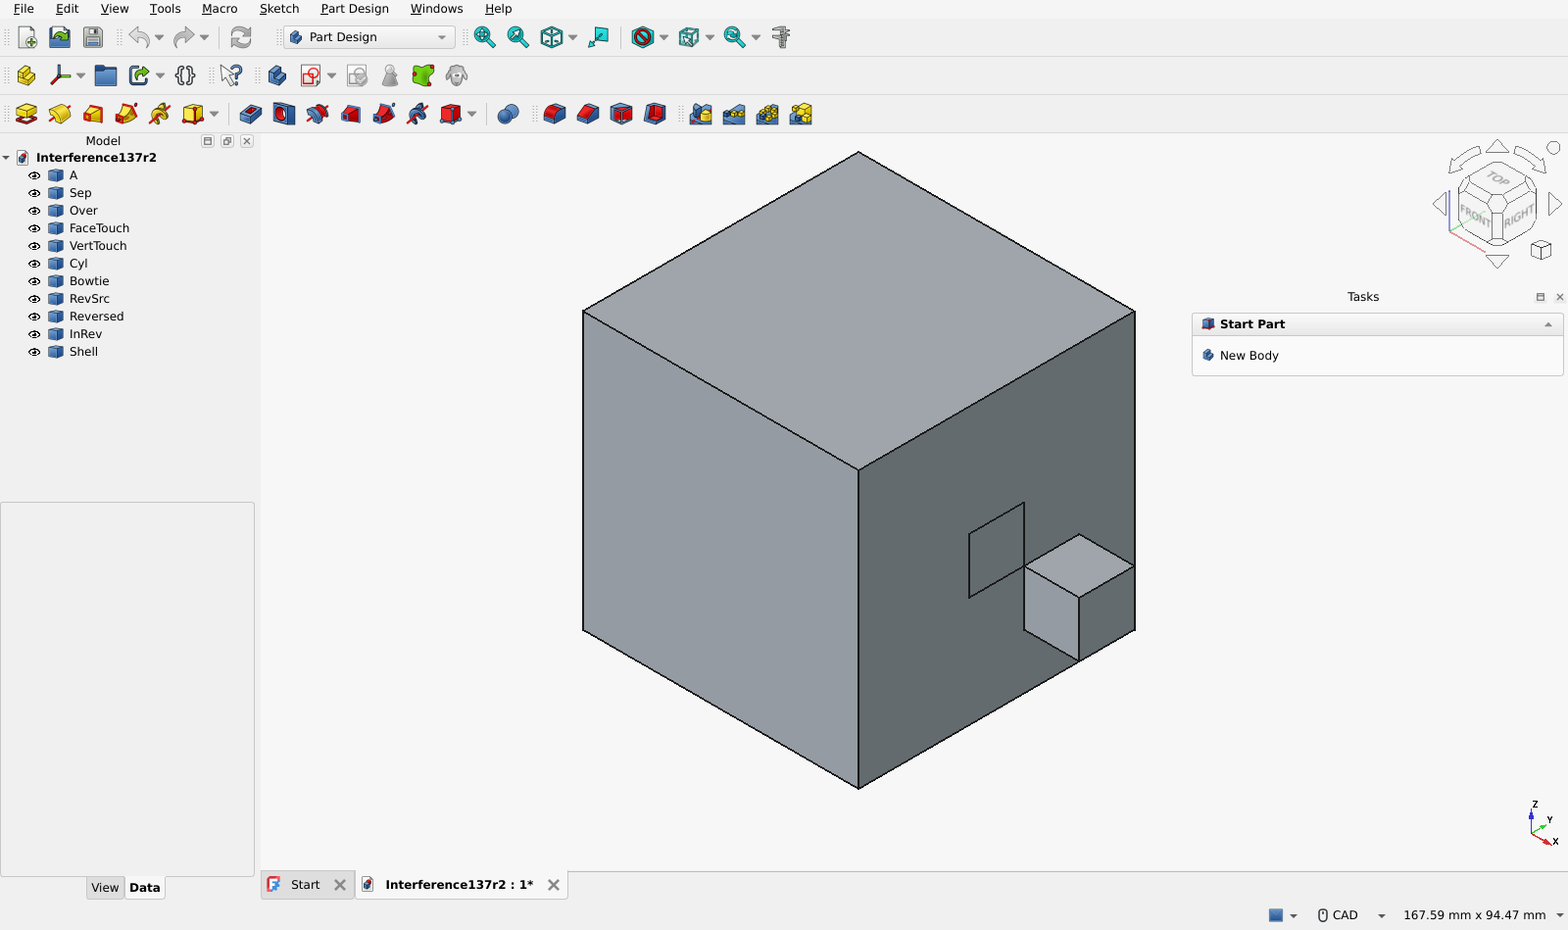 File Edit View Tools Macro Sketch Part Design Windows Help
Part Design
Model
Interference137r2
A
Sep
Over
FaceTouch
VertTouch
Cyl
Bowtie
RevSrc
Reversed
InRev
Shell
TOP
FRONT
RIGHT
Tasks
Start Part
New Body
Z
Y
X
View Data
Start
Interference137r2 : 1*
CAD
167.59 mm x 94.47 mm